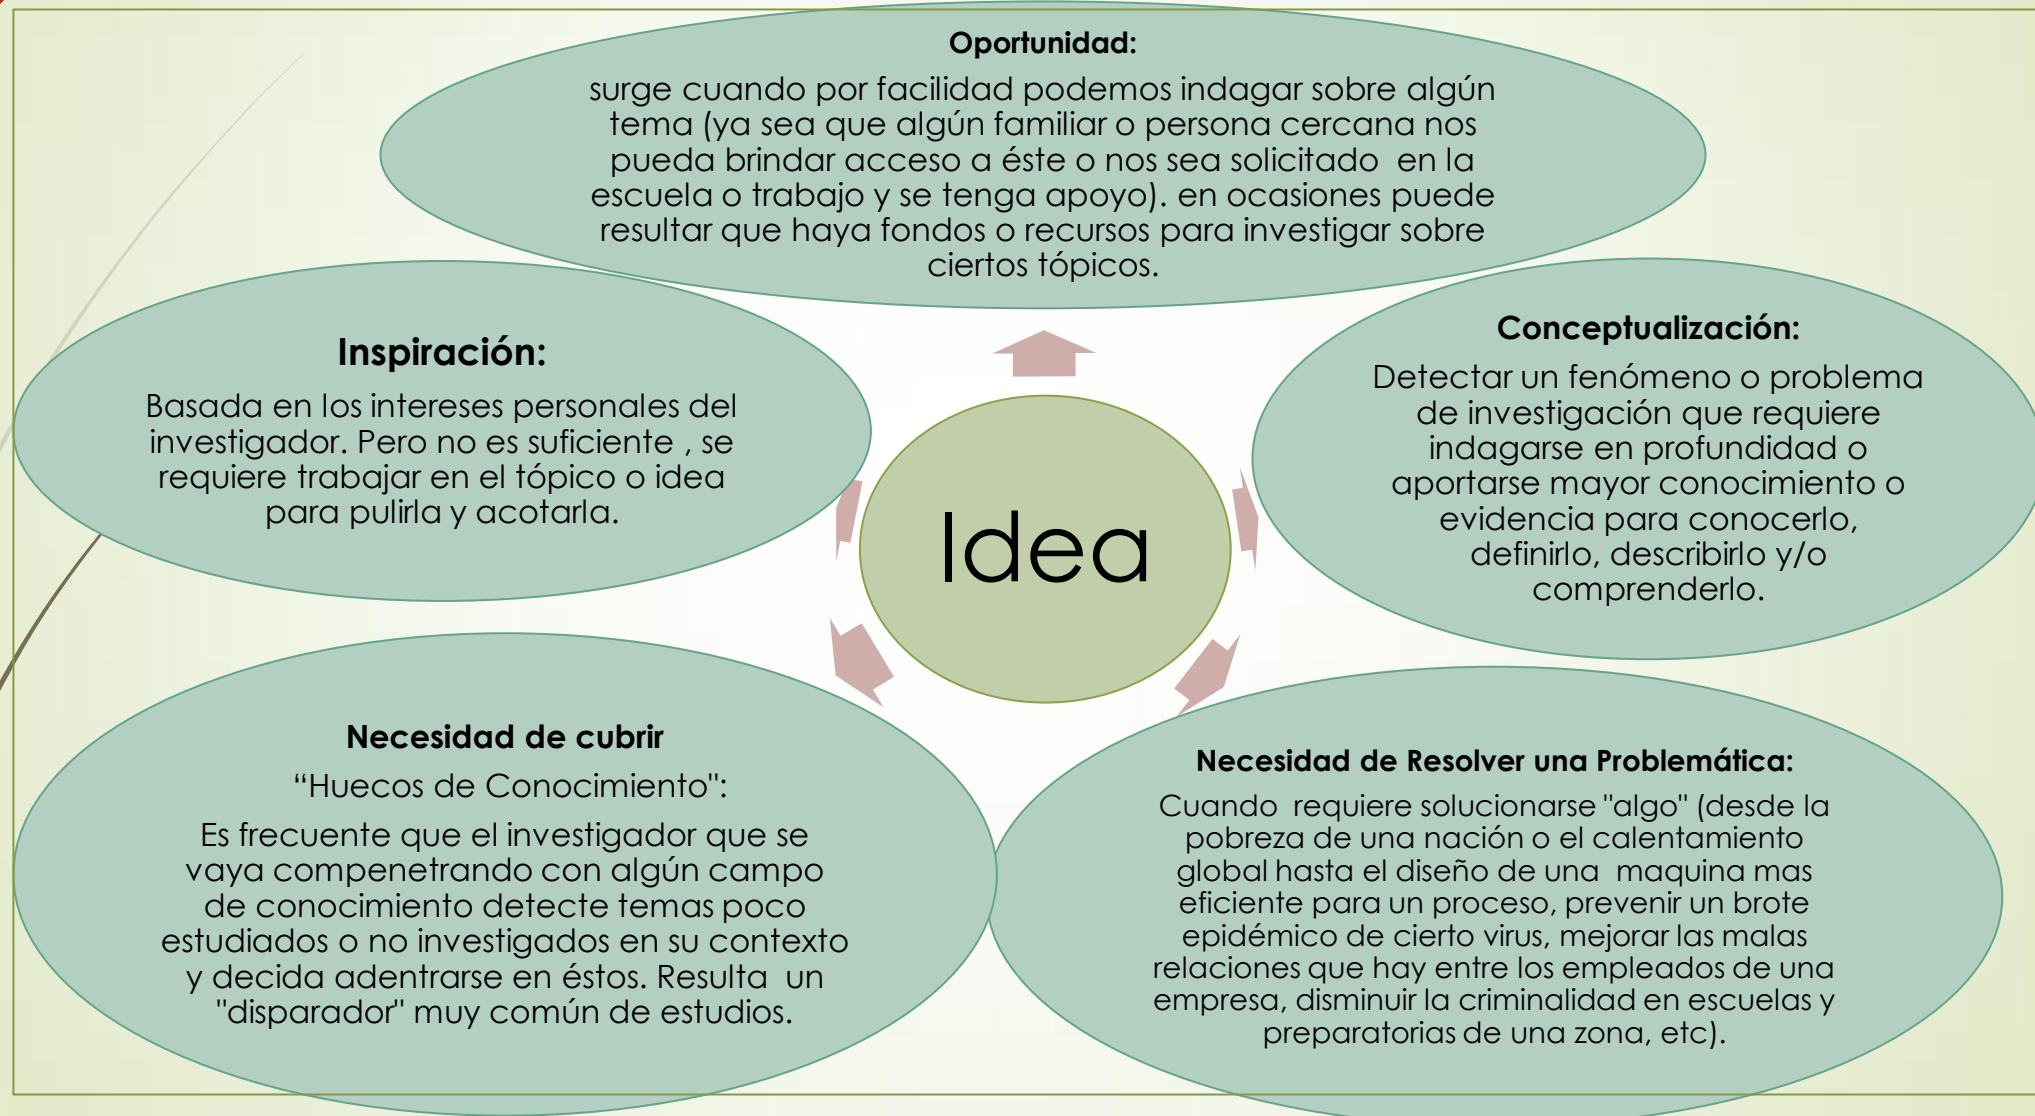 Oportunidad:
surge cuando por facilidad podemos indagar sobre algún
tema (ya sea que algún familiar o persona cercana nos
pueda brindar acceso a éste o nos sea solicitado en la
escuela o trabajo y se tenga apoyo). en ocasiones puede
resultar que haya fondos o recursos para investigar sobre
ciertos tópicos.
Inspiración:
Basada en los intereses personales del
investigador. Pero no es suficiente , se
requiere trabajar en el tópico o idea
para pulirla y acotarla.
Conceptualización:
Detectar un fenómeno o problema
de investigación que requiere
indagarse en profundidad o
aportarse mayor conocimiento o
evidencia para conocerlo,
definirlo, describirlo y/o
comprenderlo.
Idea
Necesidad de cubrir
“Huecos de Conocimiento":
Es frecuente que el investigador que se
vaya compenetrando con algún campo
de conocimiento detecte temas poco
estudiados o no investigados en su contexto
y decida adentrarse en éstos. Resulta un
"disparador" muy común de estudios.
Necesidad de Resolver una Problemática:
Cuando requiere solucionarse "algo" (desde la
pobreza de una nación o el calentamiento
global hasta el diseño de una maquina mas
eficiente para un proceso, prevenir un brote
epidémico de cierto virus, mejorar las malas
relaciones que hay entre los empleados de una
empresa, disminuir la criminalidad en escuelas y
preparatorias de una zona, etc).